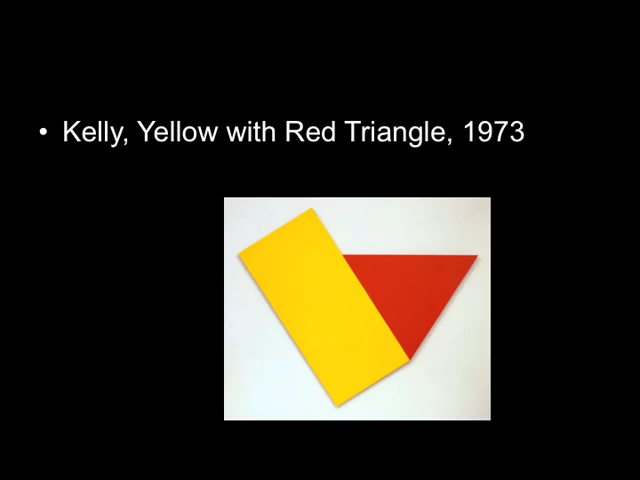 • Kelly, Yellow with Red Triangle, 1973